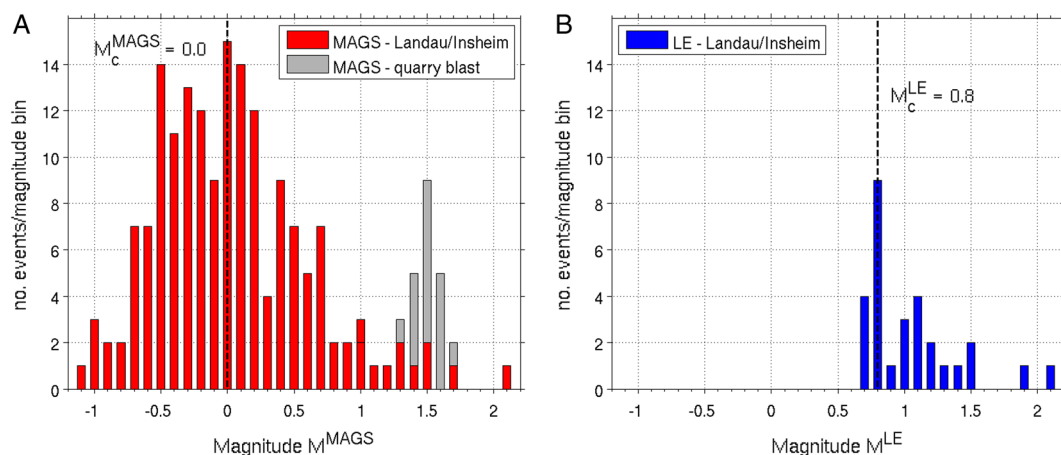 A
M_c^MAGS = 0.0
MAGS - Landau/Insheim
MAGS - quarry blast
no. events/magnitude bin
14
12
10
8
6
4
2
0
-1
-0.5
0
0.5
1
1.5
2
Magnitude M^MAGS
B
LE - Landau/Insheim
M_c^LE = 0.8
no. events/magnitude bin
14
12
10
8
6
4
2
0
-1
-0.5
0
0.5
1
1.5
2
Magnitude M^LE